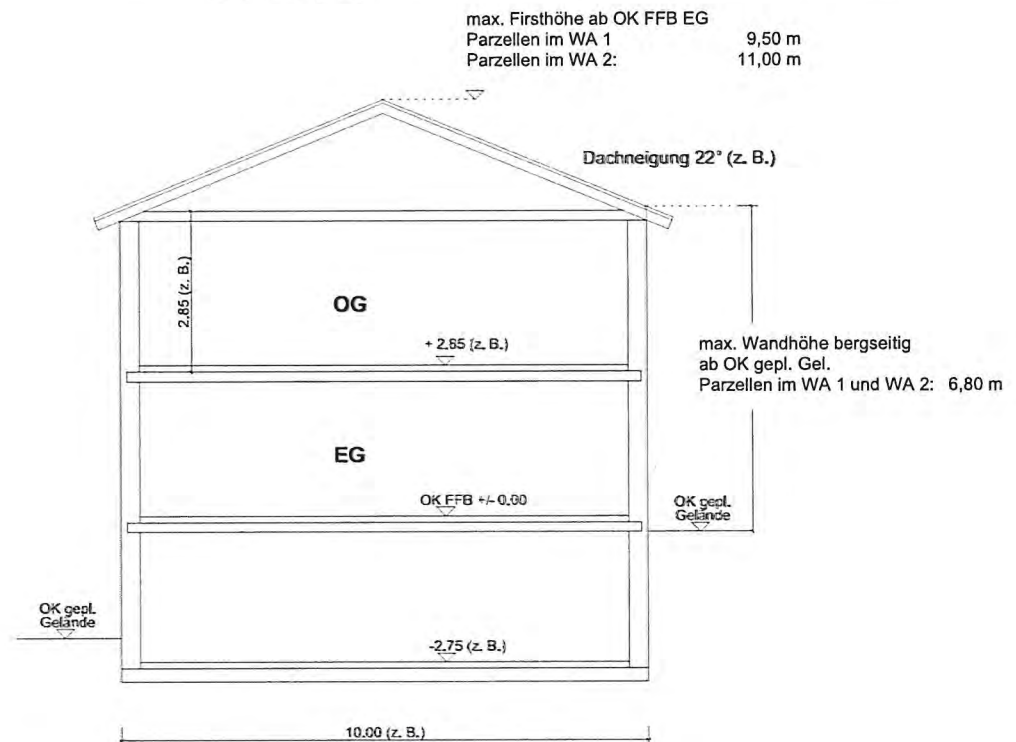 max. Firsthöhe ab OK FFB EG
Parzellen im WA 1 9,50 m
Parzellen im WA 2: 11,00 m
Dachneigung 22° (z. B.)
2.85 (z. B.)
OG
+ 2.85 (z. B.)
max. Wandhöhe bergseitig
ab OK gepl. Gel.
Parzellen im WA 1 und WA 2: 6,80 m
EG
OK FFB +/- 0.00
OK gepl.
Gelände
OK gepl.
Gelände
-2.75 (z. B.)
10.00 (z. B.)